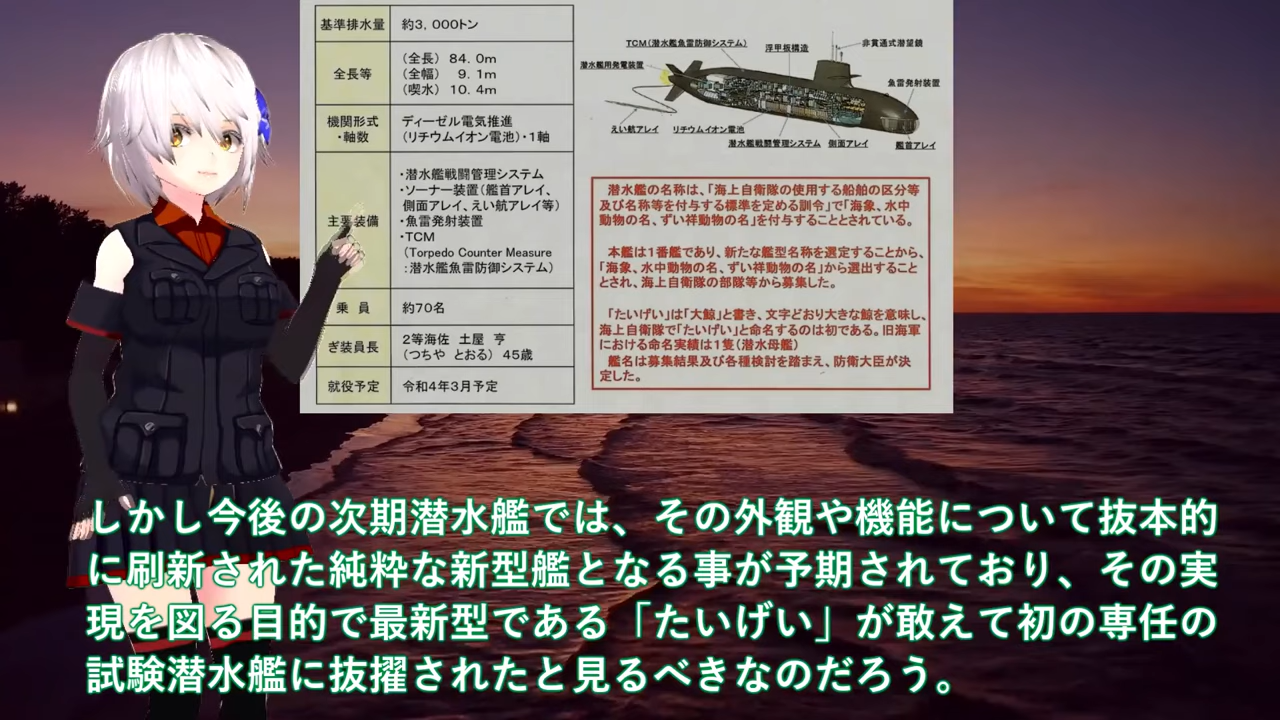 基準排水量 約3,000トン
全長等
(全長) 84.0m
(全幅) 9.1m
(喫水) 10.4m
機関形式
・軸数
ディーゼル電気推進
(リチウムイオン電池)・1軸
主要装備
・潜水艦戦闘管理システム
・ソーナー装置(艦首アレイ、
側面アレイ、えい航アレイ等)
・魚雷発射装置
・TCM
(Torpedo Counter Measure
:潜水艦魚雷防御システム)
乗 員 約70名
ぎ装員長
2等海佐 土屋 亨
(つちや とおる) 45歳
就役予定 令和4年3月予定
TCM(潜水艦魚雷防御システム)
浮甲板構造
非貫通式潜望鏡
潜水艦用発電装置
魚雷発射装置
えい航アレイ
リチウムイオン電池
潜水艦戦闘管理システム
側面アレイ
艦首アレイ
潜水艦の名称は、「海上自衛隊の使用する船舶の区分等
及び名称等を付与する標準を定める訓令」で「海象、水中
動物の名、ずい祥動物の名」を付与することとされている。
本艦は1番艦であり、新たな艦型名称を選定することから、
「海象、水中動物の名、ずい祥動物の名」から選出すること
とされ、海上自衛隊の部隊等から募集した。
「たいげい」は「大鯨」と書き、文字どおり大きな鯨を意味し、
海上自衛隊で「たいげい」と命名するのは初である。旧海軍
における命名実績は1隻(潜水母艦)
艦名は募集結果及び各種検討を踏まえ、防衛大臣が決
定した。
しかし今後の次期潜水艦では、その外観や機能について抜本的
に刷新された純粋な新型艦となる事が予期されており、その実
現を図る目的で最新型である「たいげい」が敢えて初の専任の
試験潜水艦に抜擢されたと見るべきなのだろう。